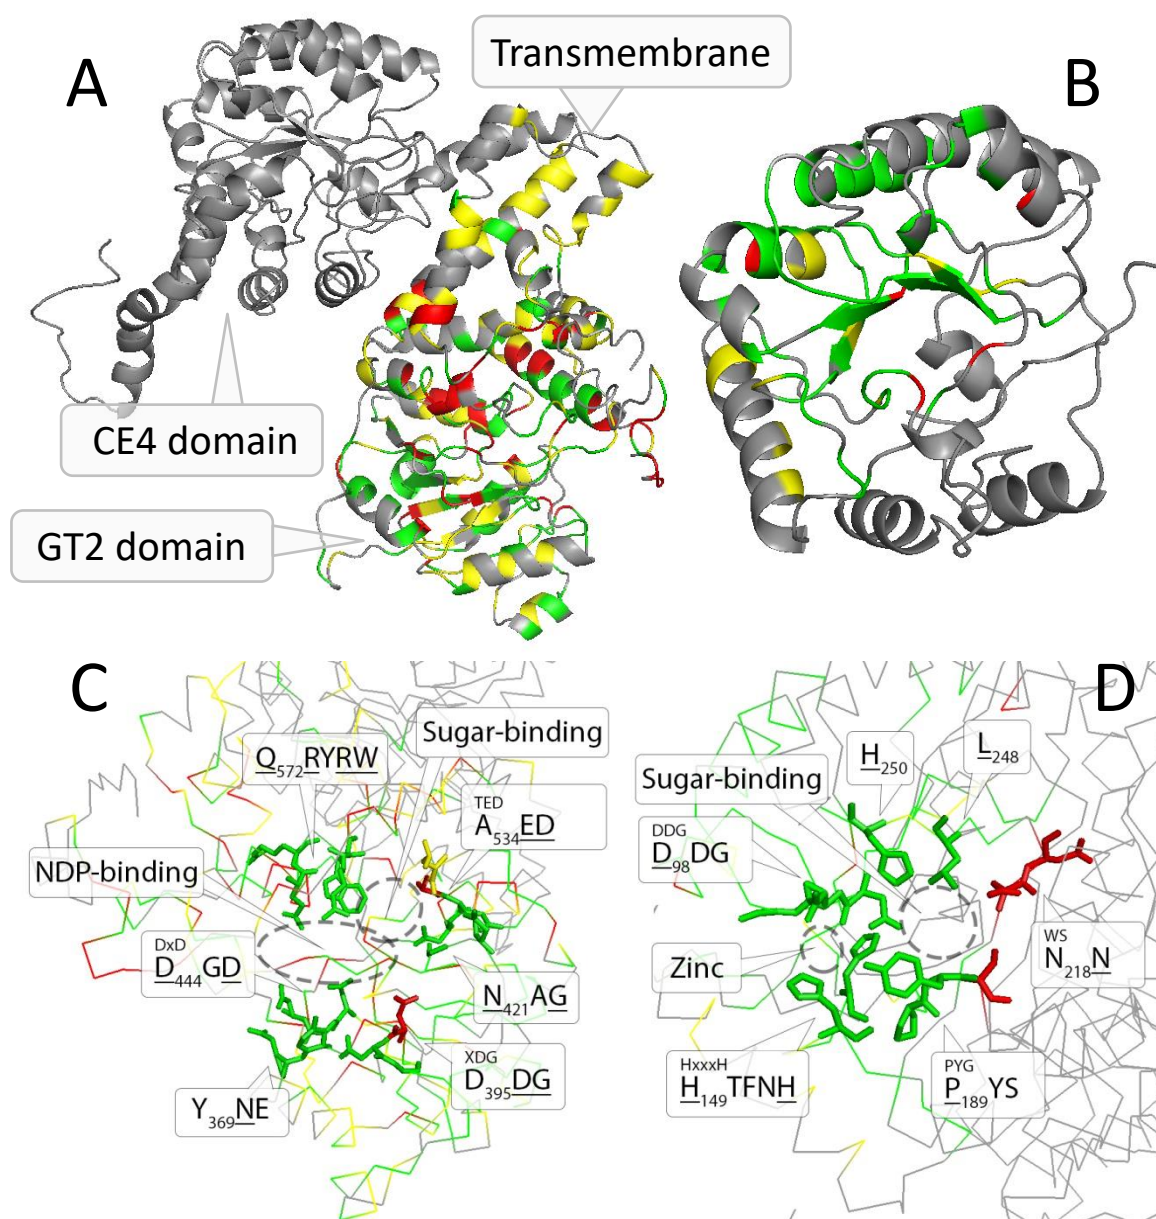 A
Transmembrane
B
CE4 domain
GT2 domain
C
D
Sugar-binding
Q572RYRW
TED
A534ED
NDP-binding
DxD
D444GD
N421AG
XDG
D395DG
Y369NE
H250
L248
Sugar-binding
DDG
D98DG
Zinc
WS
N218N
HxxxH
H149TFNH
PYG
P189YS